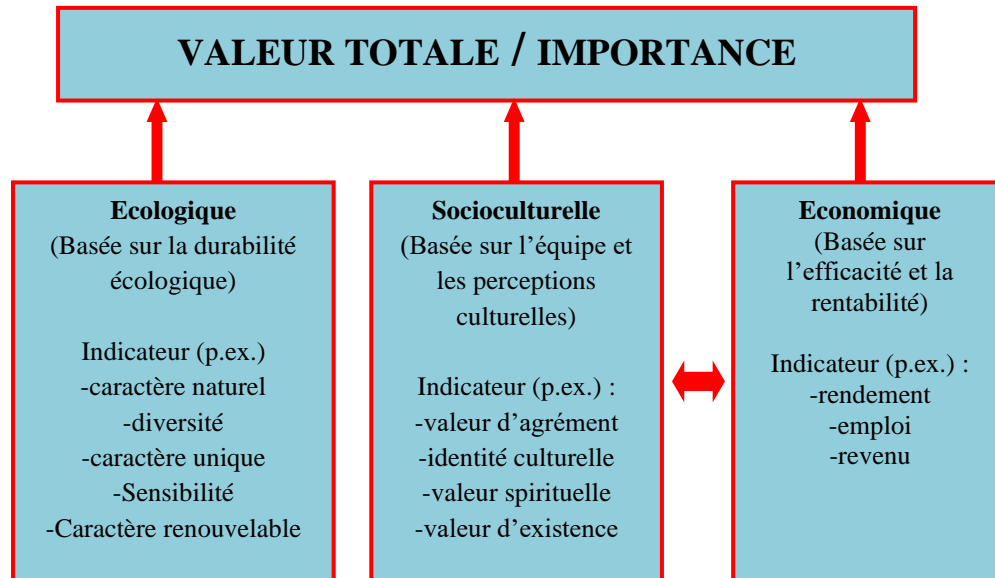 VALEUR TOTALE / IMPORTANCE
Ecologique
(Basée sur la durabilité
écologique)
Indicateur (p.ex.)
-caractère naturel
-diversité
-caractère unique
-Sensibilité
-Caractère renouvelable
Socioculturelle
(Basée sur l’équipe et
les perceptions
culturelles)
Indicateur (p.ex.) :
-valeur d’agrément
-identité culturelle
-valeur spirituelle
-valeur d’existence
Economique
(Basée sur
l’efficacité et la
rentabilité)
Indicateur (p.ex.) :
-rendement
-emploi
-revenu